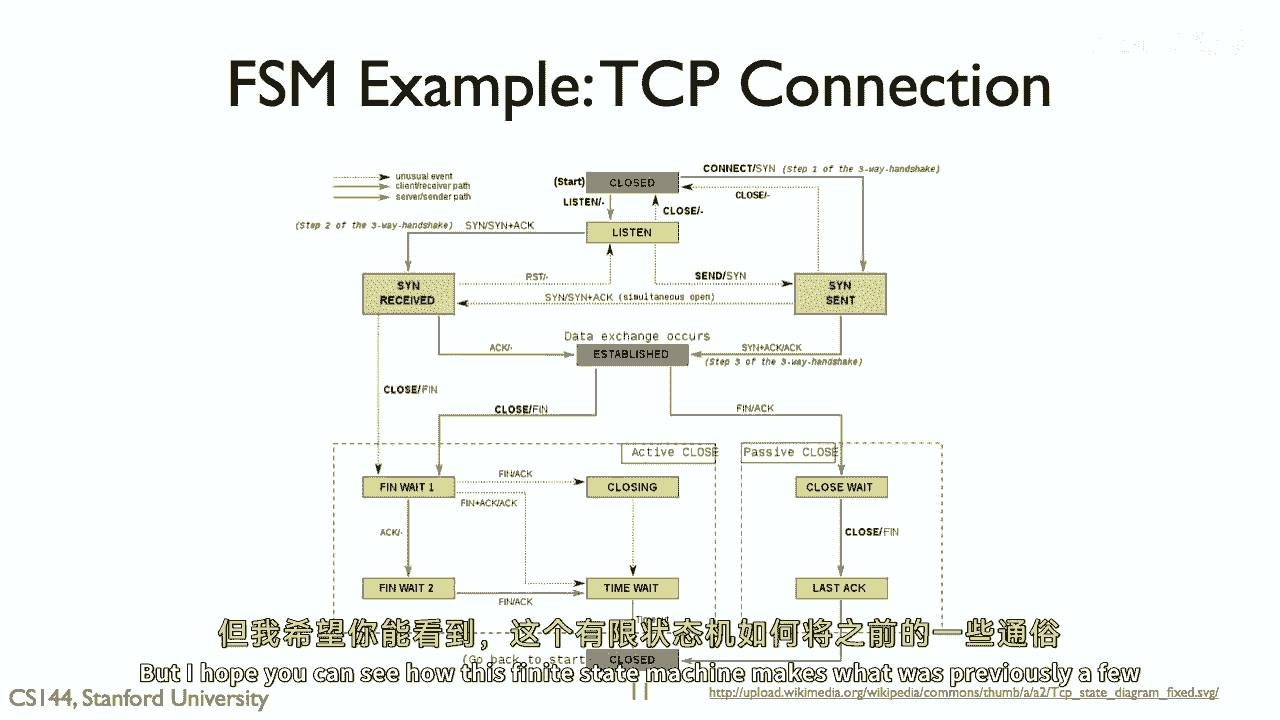 FSM Example: TCP Connection
unusual event
client/receiver path
server/sender path
(Start)
CLOSED
CONNECT/SYN (Step 1 of the 3-way-handshake)
CLOSE/-
LISTEN/-
CLOSE/-
(Step 2 of the 3-way-handshake) SYN/SYN+ACK
LISTEN
RST/-
SEND/SYN
SYN
RECEIVED
SYN
SENT
SYN/SYN+ACK (simultaneous open)
Data exchange occurs
ACK/-
ESTABLISHED
SYN+ACK/ACK
(Step 3 of the 3-way-handshake)
CLOSE/FIN
CLOSE/FIN
FIN/ACK
Active CLOSE
Passive CLOSE
FIN WAIT 1
FIN/ACK
CLOSING
CLOSE WAIT
FIN+ACK/ACK
ACK/-
CLOSE/FIN
FIN WAIT 2
TIME WAIT
LAST ACK
FIN/ACK
但我希望你能看到，这个有限状态机如何将之前的一些通俗
(Go back to start
CLOSED
But I hope you can see how this finite state machine makes what was previously a few
CS144, Stanford University
11
http://upload.wikimedia.org/wikipedia/commons/thumb/a/a2/Tcp_state_diagram_fixed.svg/